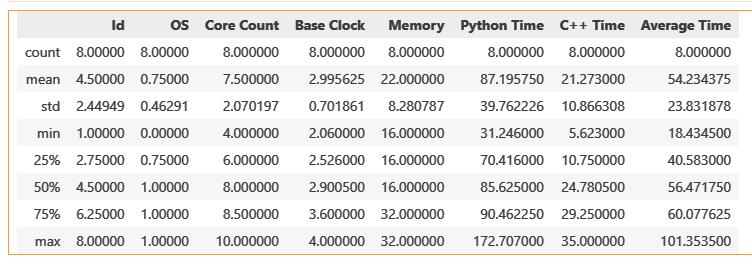 Id OS Core Count Base Clock Memory Python Time C++ Time Average Time
count 8.00000 8.00000 8.000000 8.000000 8.000000 8.000000 8.000000 8.000000
mean 4.50000 0.75000 7.500000 2.995625 22.000000 87.195750 21.273000 54.234375
std 2.44949 0.46291 2.070197 0.701861 8.280787 39.762226 10.866308 23.831878
min 1.00000 0.00000 4.000000 2.060000 16.000000 31.246000 5.623000 18.434500
25% 2.75000 0.75000 6.000000 2.526000 16.000000 70.416000 10.750000 40.583000
50% 4.50000 1.00000 8.000000 2.900500 16.000000 85.625000 24.780500 56.471750
75% 6.25000 1.00000 8.500000 3.600000 32.000000 90.462250 29.250000 60.077625
max 8.00000 1.00000 10.000000 4.000000 32.000000 172.707000 35.000000 101.353500